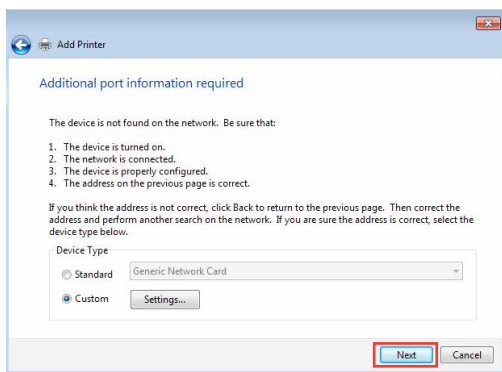 Add Printer
Additional port information required
The device is not found on the network. Be sure that:
1. The device is turned on.
2. The network is connected.
3. The device is properly configured.
4. The address on the previous page is correct.
If you think the address is not correct, click Back to return to the previous page. Then correct the
address and perform another search on the network. If you are sure the address is correct, select the
device type below.
Device Type
Standard Generic Network Card
Custom Settings...
Next Cancel